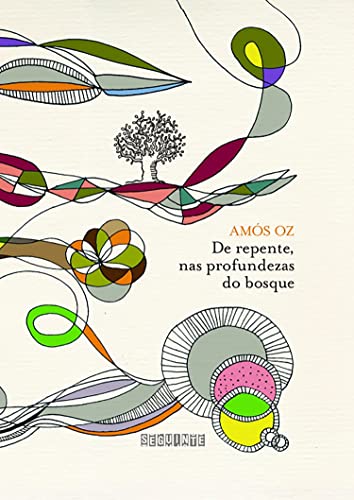 AMÓS OZ
De repente,
nas profundezas
do bosque
SEGUINTE